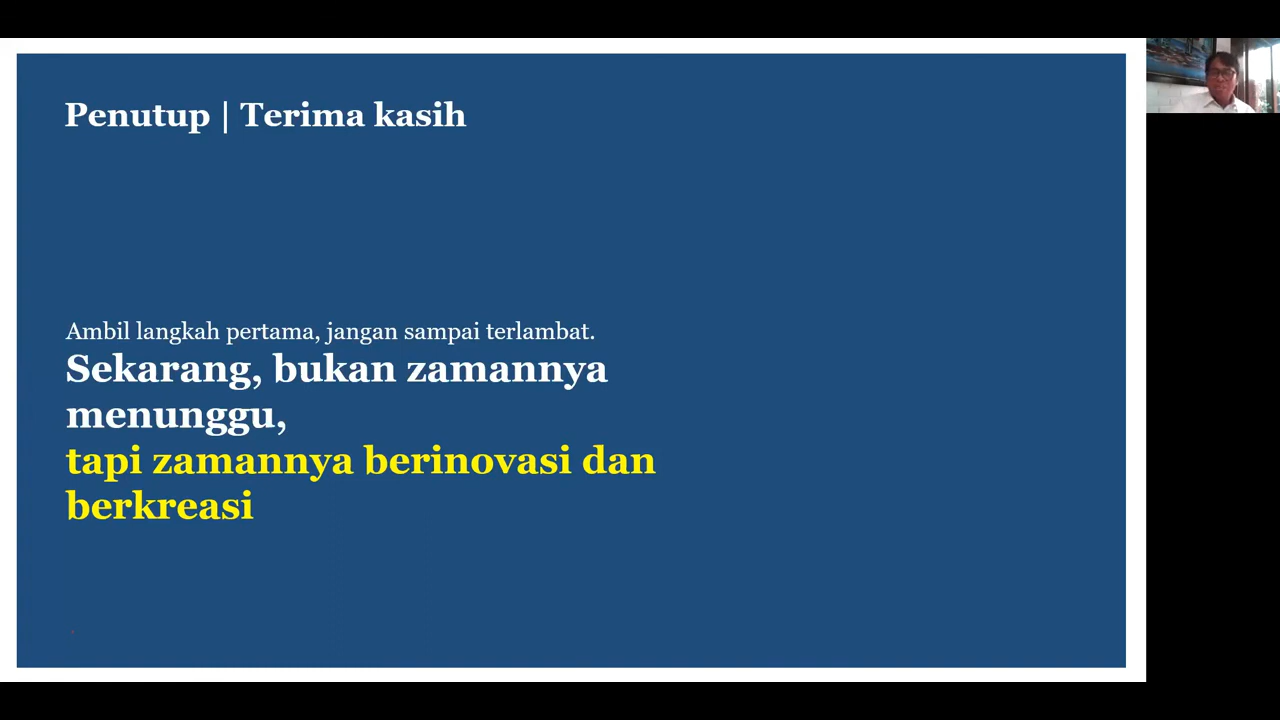 Penutup | Terima kasih
Ambil langkah pertama, jangan sampai terlambat.
Sekarang, bukan zamannya
menunggu,
tapi zamannya berinovasi dan
berkreasi